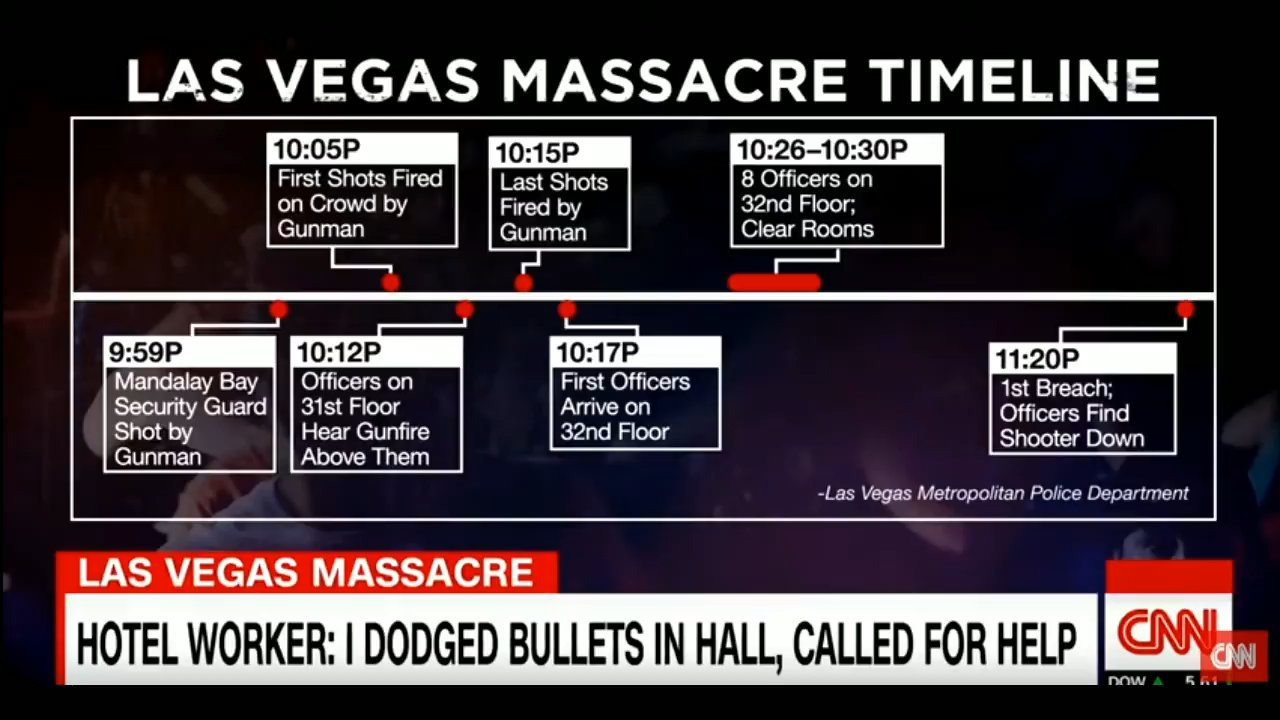 LAS VEGAS MASSACRE TIMELINE
10:05P
First Shots Fired
on Crowd by
Gunman
10:15P
Last Shots
Fired by
Gunman
10:26–10:30P
8 Officers on
32nd Floor;
Clear Rooms
9:59P
Mandalay Bay
Security Guard
Shot by
Gunman
10:12P
Officers on
31st Floor
Hear Gunfire
Above Them
10:17P
First Officers
Arrive on
32nd Floor
11:20P
1st Breach;
Officers Find
Shooter Down
-Las Vegas Metropolitan Police Department
LAS VEGAS MASSACRE
HOTEL WORKER: I DODGED BULLETS IN HALL, CALLED FOR HELP
CNN
CNN
DOW